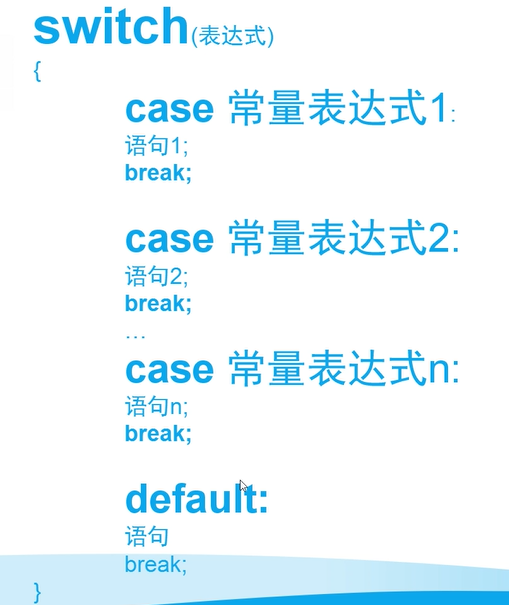 switch(表达式)
{
case 常量表达式1:
语句1;
break;
case 常量表达式2:
语句2;
break;
…
case 常量表达式n:
语句n;
break;
default:
语句
break;
}